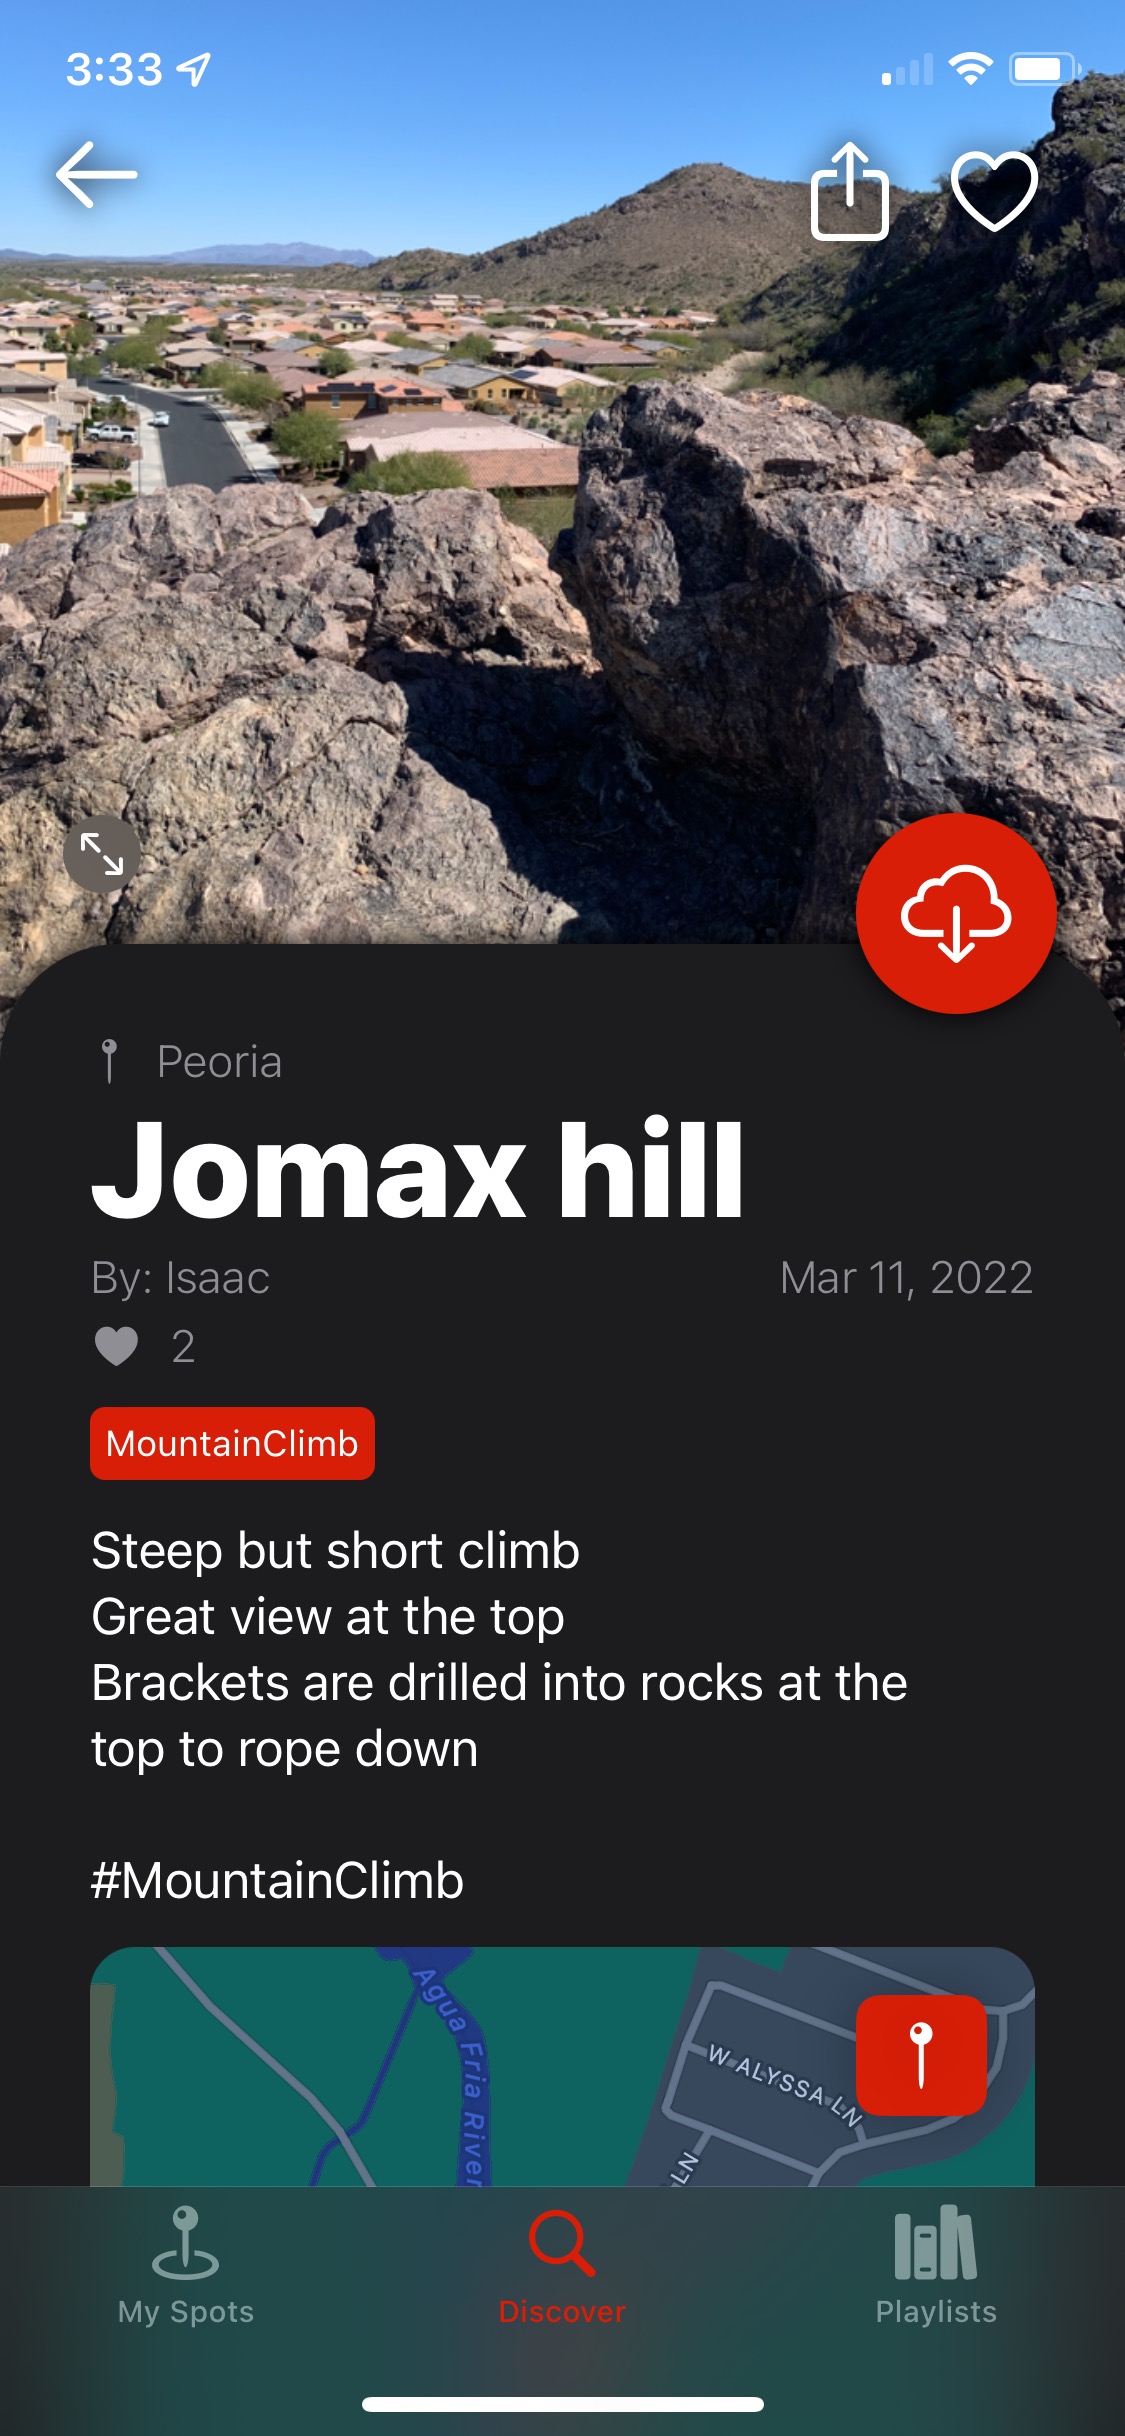 3:33
Peoria
Jomax hill
By: Isaac
Mar 11, 2022
2
MountainClimb
Steep but short climb
Great view at the top
Brackets are drilled into rocks at the
top to rope down
#MountainClimb
Agua Fria River
W ALYSSA LN
LN
My Spots
Discover
Playlists